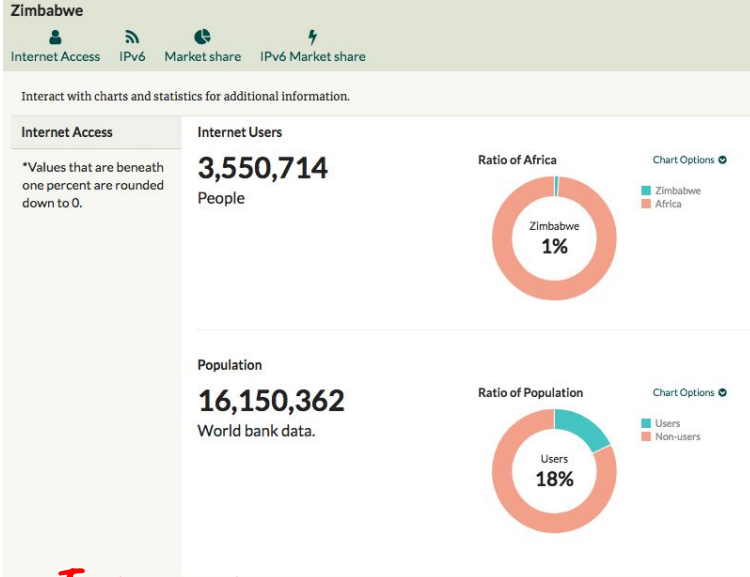 Zimbabwe
Internet Access IPv6 Market share IPv6 Market share
Interact with charts and statistics for additional information.
Internet Access
*Values that are beneath
one percent are rounded
down to 0.
Internet Users
3,550,714
People
Ratio of Africa
Chart Options
Zimbabwe
Africa
Zimbabwe
1%
Population
16,150,362
World bank data.
Ratio of Population
Chart Options
Users
Non-users
Users
18%